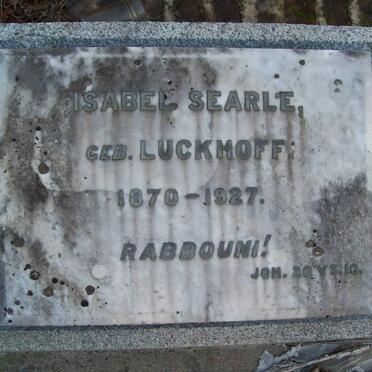 ISABEL SEARLE,
GEB. LUCKHOFF:
1870-1927.
RABBOUNI!
JOH. 20 VS. 16.